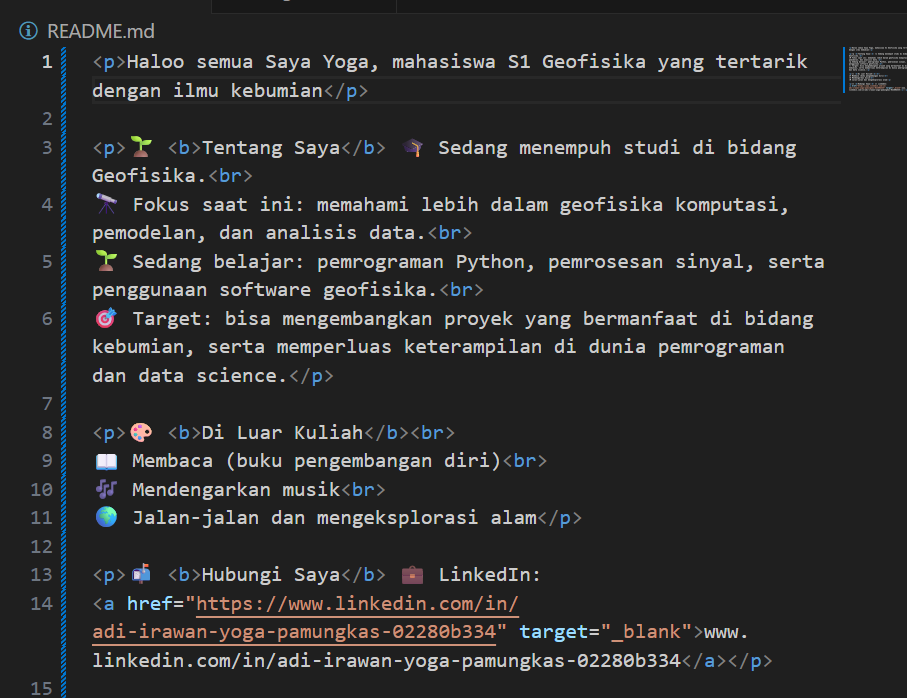 README.md
1 <p>Haloo semua Saya Yoga, mahasiswa S1 Geofisika yang tertarik
dengan ilmu kebumian</p>
2
3 <p>🌱 <b>Tentang Saya</b> 🎓 Sedang menempuh studi di bidang
Geofisika.<br>
4 🔭 Fokus saat ini: memahami lebih dalam geofisika komputasi,
pemodelan, dan analisis data.<br>
5 🌱 Sedang belajar: pemrograman Python, pemrosesan sinyal, serta
penggunaan software geofisika.<br>
6 🎯 Target: bisa mengembangkan proyek yang bermanfaat di bidang
kebumian, serta memperluas keterampilan di dunia pemrograman
dan data science.</p>
7
8 <p>🎨 <b>Di Luar Kuliah</b><br>
9 📖 Membaca (buku pengembangan diri)<br>
10 🎶 Mendengarkan musik<br>
11 🌍 Jalan-jalan dan mengeksplorasi alam</p>
12
13 <p>📬 <b>Hubungi Saya</b> 💼 LinkedIn:
14 <a href="https://www.linkedin.com/in/
adi-irawan-yoga-pamungkas-02280b334" target="_blank">www.
linkedin.com/in/adi-irawan-yoga-pamungkas-02280b334</a></p>
15